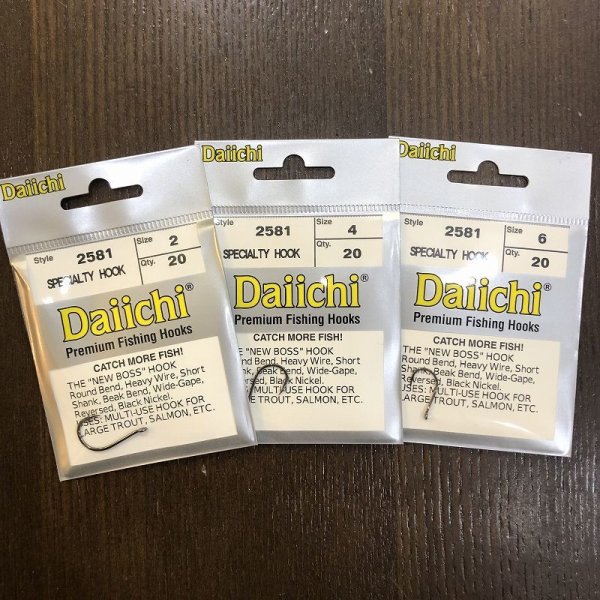 Daiichi
Style 2581 Size 2
SPECIALTY HOOK Qty. 20
Daiichi®
Premium Fishing Hooks
CATCH MORE FISH!
THE "NEW BOSS" HOOK
Round Bend, Heavy Wire, Short
Shank, Beak Bend, Wide-Gape,
Reversed, Black Nickel.
USES: MULTI-USE HOOK FOR
LARGE TROUT, SALMON, ETC.
Daiichi
Style 2581 Size 4
SPECIALTY HOOK Qty. 20
Daiichi®
Premium Fishing Hooks
CATCH MORE FISH!
THE "NEW BOSS" HOOK
Round Bend, Heavy Wire, Short
Shank, Beak Bend, Wide-Gape,
Reversed, Black Nickel.
USES: MULTI-USE HOOK FOR
LARGE TROUT, SALMON, ETC.
Daiichi
Style 2581 Size 6
SPECIALTY HOOK Qty. 20
Daiichi®
Premium Fishing Hooks
CATCH MORE FISH!
THE "NEW BOSS" HOOK
Round Bend, Heavy Wire, Short
Shank, Beak Bend, Wide-Gape,
Reversed, Black Nickel.
USES: MULTI-USE HOOK FOR
LARGE TROUT, SALMON, ETC.